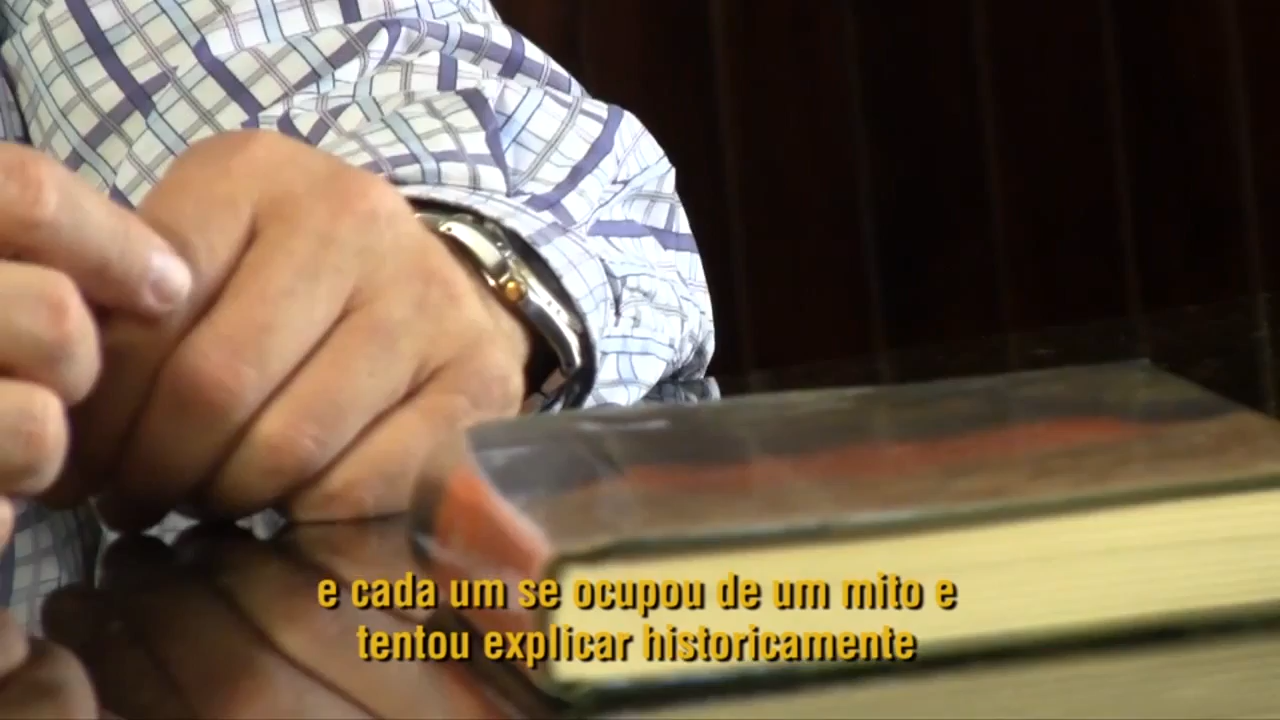 e cada um se ocupou de um mito e
tentou explicar historicamente